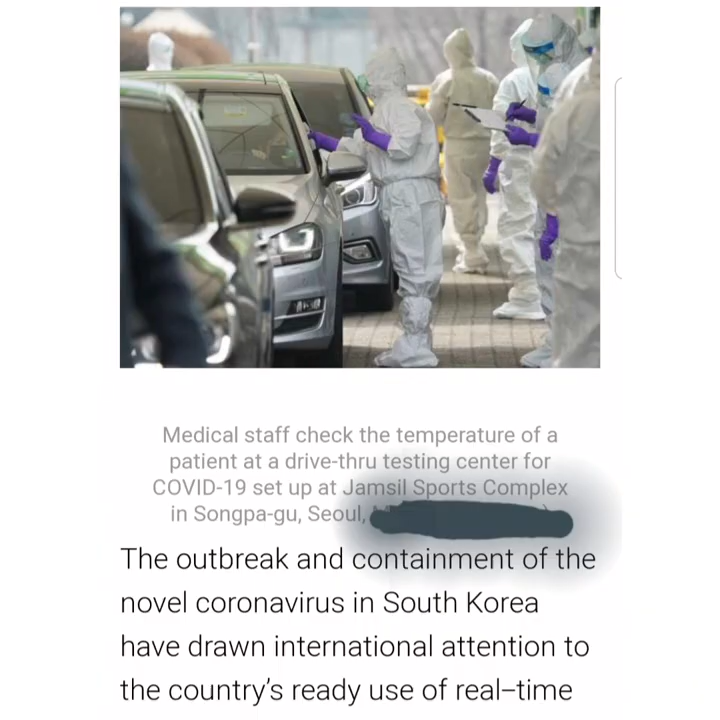 Medical staff check the temperature of a
patient at a drive-thru testing center for
COVID-19 set up at Jamsil Sports Complex
in Songpa-gu, Seoul,
The outbreak and containment of the
novel coronavirus in South Korea
have drawn international attention to
the country's ready use of real-time